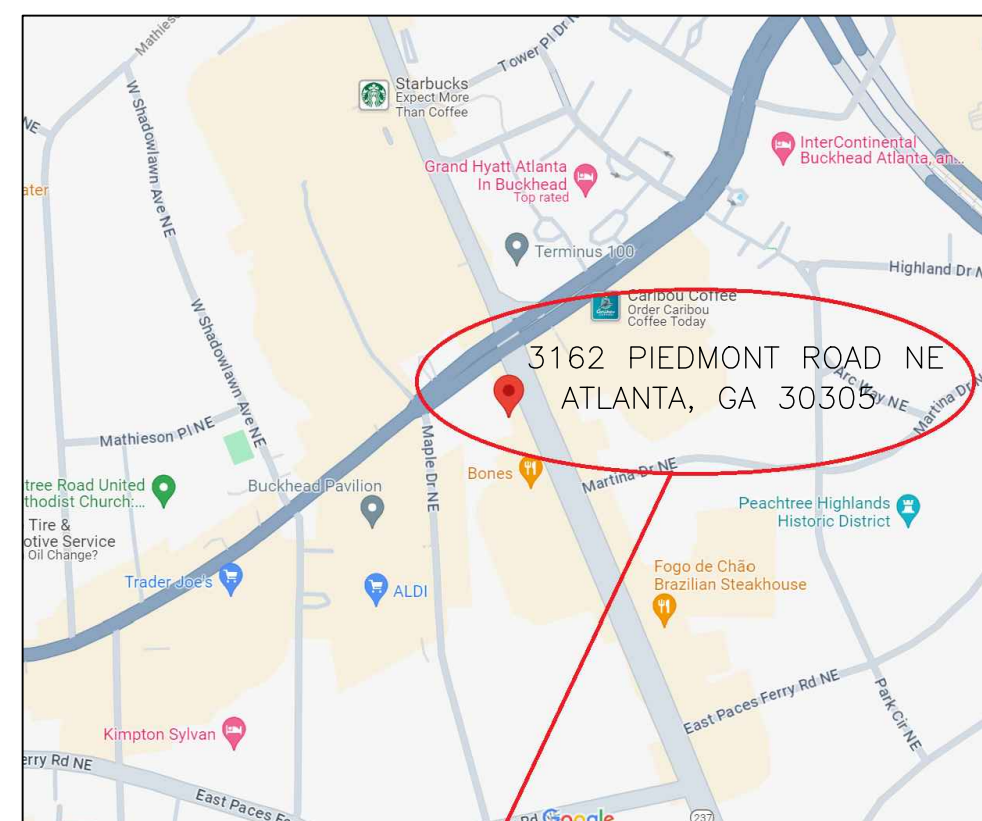 Mathieson
Tower Pl Dr N
Starbucks
Expect More
Than Coffee
W Shadowlawn Ave NE
NE
InterContinental
Buckhead Atlanta, an...
Grand Hyatt Atlanta
In Buckhead
Top rated
ater
Terminus 100
Highland Dr N
Caribou Coffee
Order Caribou
Coffee Today
W Shadowlawn Ave NE
3162 PIEDMONT ROAD NE
ATLANTA, GA 30305
Arc Way NE
Martina Dr N
Mathieson Pl NE
Maple Dr NE
Bones
Martina Dr NE
tree Road United
thodist Church:...
Buckhead Pavilion
Peachtree Highlands
Historic District
Tire &
otive Service
Oil Change?
Trader Joe's
ALDI
Fogo de Chão
Brazilian Steakhouse
East Paces Ferry Rd NE
Park Cir NE
Kimpton Sylvan
erry Rd NE
East Paces Fe
Rd
Google
237